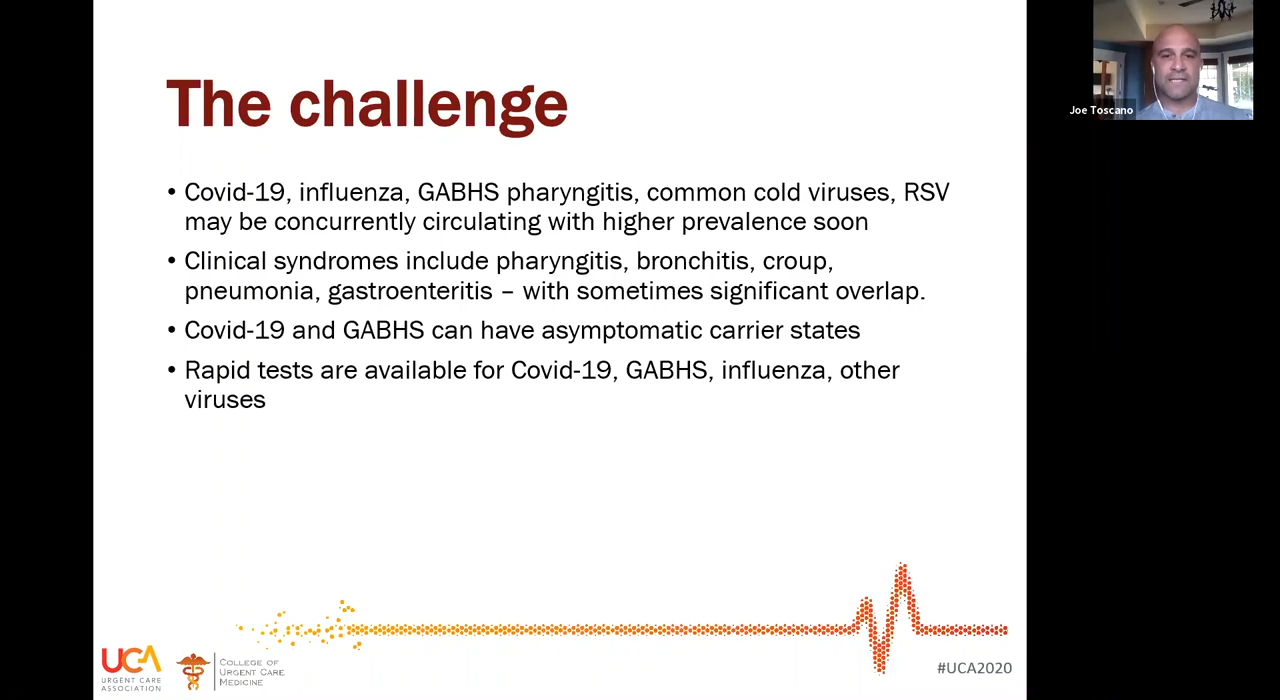 The challenge
• Covid-19, influenza, GABHS pharyngitis, common cold viruses, RSV
may be concurrently circulating with higher prevalence soon
• Clinical syndromes include pharyngitis, bronchitis, croup,
pneumonia, gastroenteritis – with sometimes significant overlap.
• Covid-19 and GABHS can have asymptomatic carrier states
• Rapid tests are available for Covid-19, GABHS, influenza, other
viruses
Joe Toscano
UCA
URGENT CARE
ASSOCIATION
COLLEGE OF
URGENT CARE
MEDICINE
#UCA2020